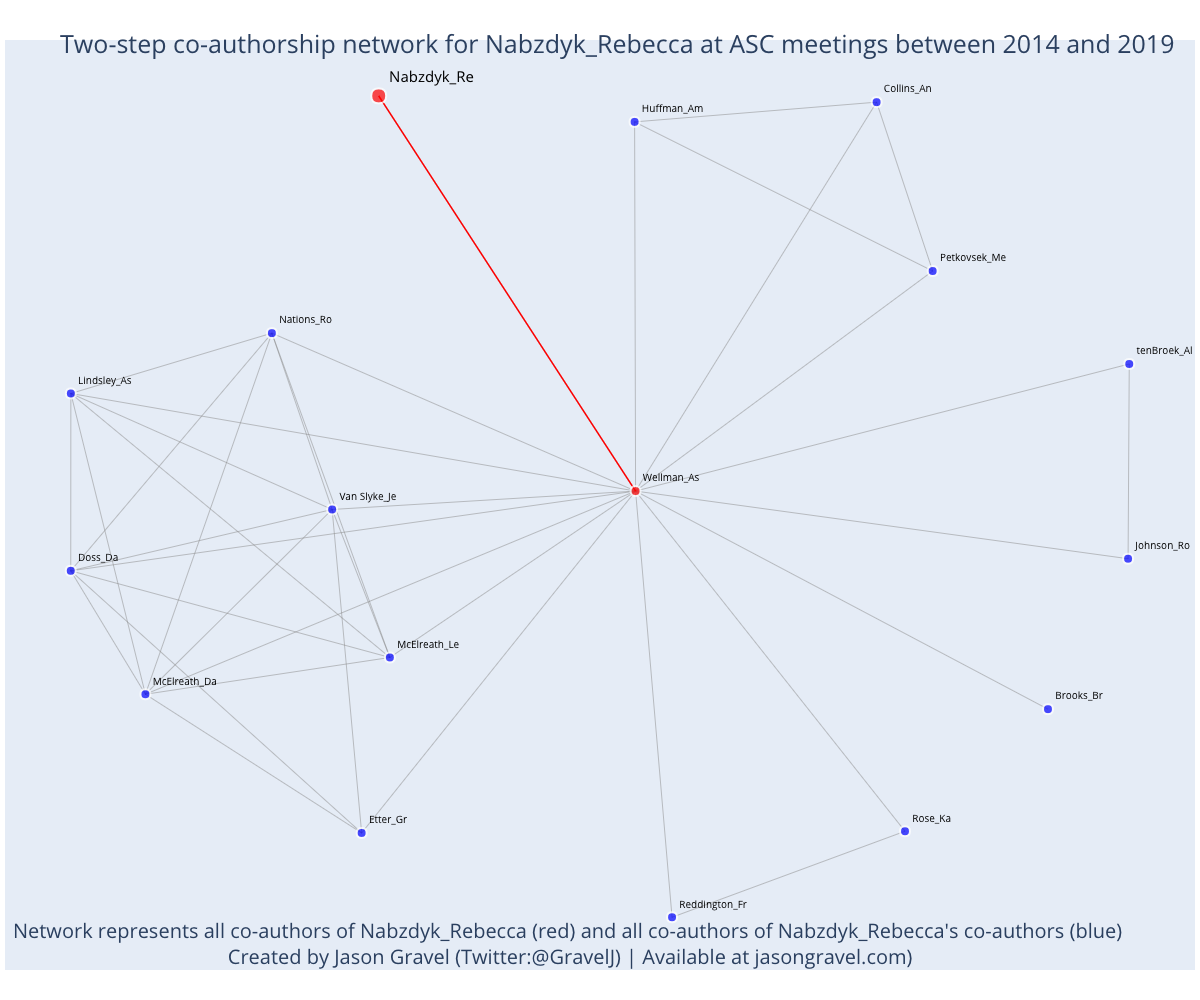 Two-step co-authorship network for Nabzdyk_Rebecca at ASC meetings between 2014 and 2019
Nabzdyk_Re
Collins_An
Huffman_Am
Petkovsek_Me
Nations_Ro
tenBroek_Al
Lindsley_As
Wellman_As
Van Slyke_Je
Johnson_Ro
Doss_Da
McElreath_Le
McElreath_Da
Brooks_Br
Etter_Gr
Rose_Ka
Reddington_Fr
Network represents all co-authors of Nabzdyk_Rebecca (red) and all co-authors of Nabzdyk_Rebecca's co-authors (blue)
Created by Jason Gravel (Twitter:@GravelJ) | Available at jasongravel.com)